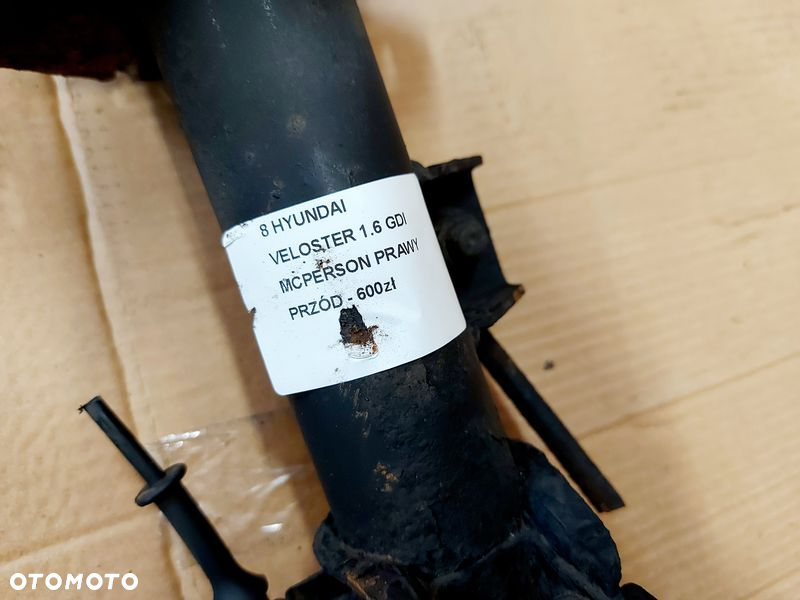 8 HYUNDAI
VELOSTER 1.6 GDI
MCPERSON PRAWY
PRZÓD - 600zł
OTOMOTO